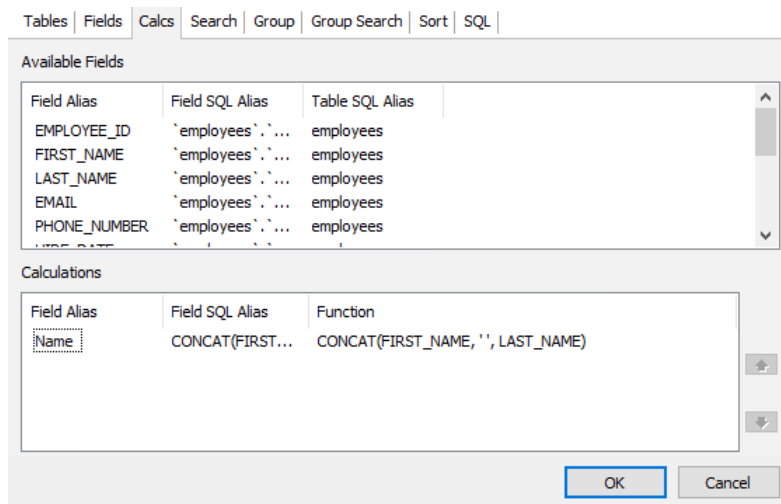 Tables Fields Calcs Search Group Group Search Sort SQL
Available Fields
Field Alias Field SQL Alias Table SQL Alias
EMPLOYEE_ID `employees`.`... employees
FIRST_NAME `employees`.`... employees
LAST_NAME `employees`.`... employees
EMAIL `employees`.`... employees
PHONE_NUMBER `employees`.`... employees
Calculations
Field Alias Field SQL Alias Function
Name CONCAT(FIRST... CONCAT(FIRST_NAME, ' ', LAST_NAME)
OK Cancel